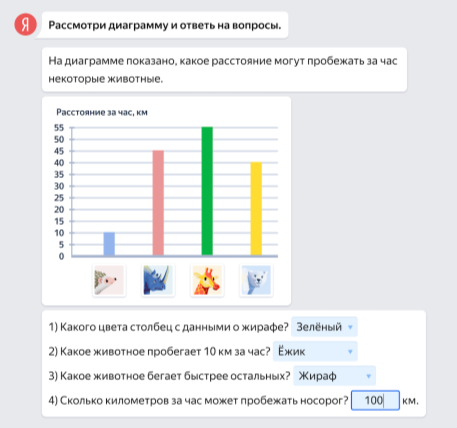 Я Рассмотри диаграмму и ответь на вопросы.
На диаграмме показано, какое расстояние могут пробежать за час
некоторые животные.
Расстояние за час, км
55
50
45
40
35
30
25
20
15
10
5
0
1) Какого цвета столбец с данными о жирафе? Зелёный
2) Какое животное пробегает 10 км за час? Ёжик
3) Какое животное бегает быстрее остальных? Жираф
4) Сколько километров за час может пробежать носорог? 100 км.